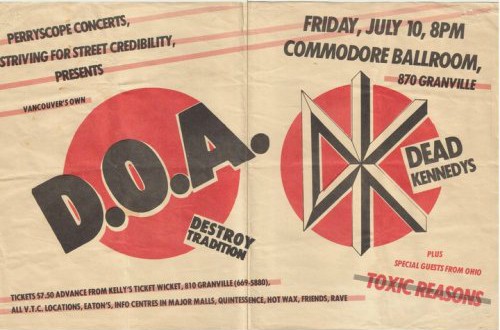 PERRYSCOPE CONCERTS,
STRIVING FOR STREET CREDIBILITY,
PRESENTS
VANCOUVER'S OWN
D.O.A.
DESTROY
TRADITION
FRIDAY, JULY 10, 8PM
COMMODORE BALLROOM,
870 GRANVILLE
DK
DEAD
KENNEDYS
PLUS
SPECIAL GUESTS FROM OHIO
TOXIC REASONS
TICKETS $7.50 ADVANCE FROM KELLY'S TICKET WICKET, 810 GRANVILLE (669-5880),
ALL V.T.C. LOCATIONS, EATON'S, INFO CENTRES IN MAJOR MALLS, QUINTESSENCE, HOT WAX, FRIENDS, RAVE